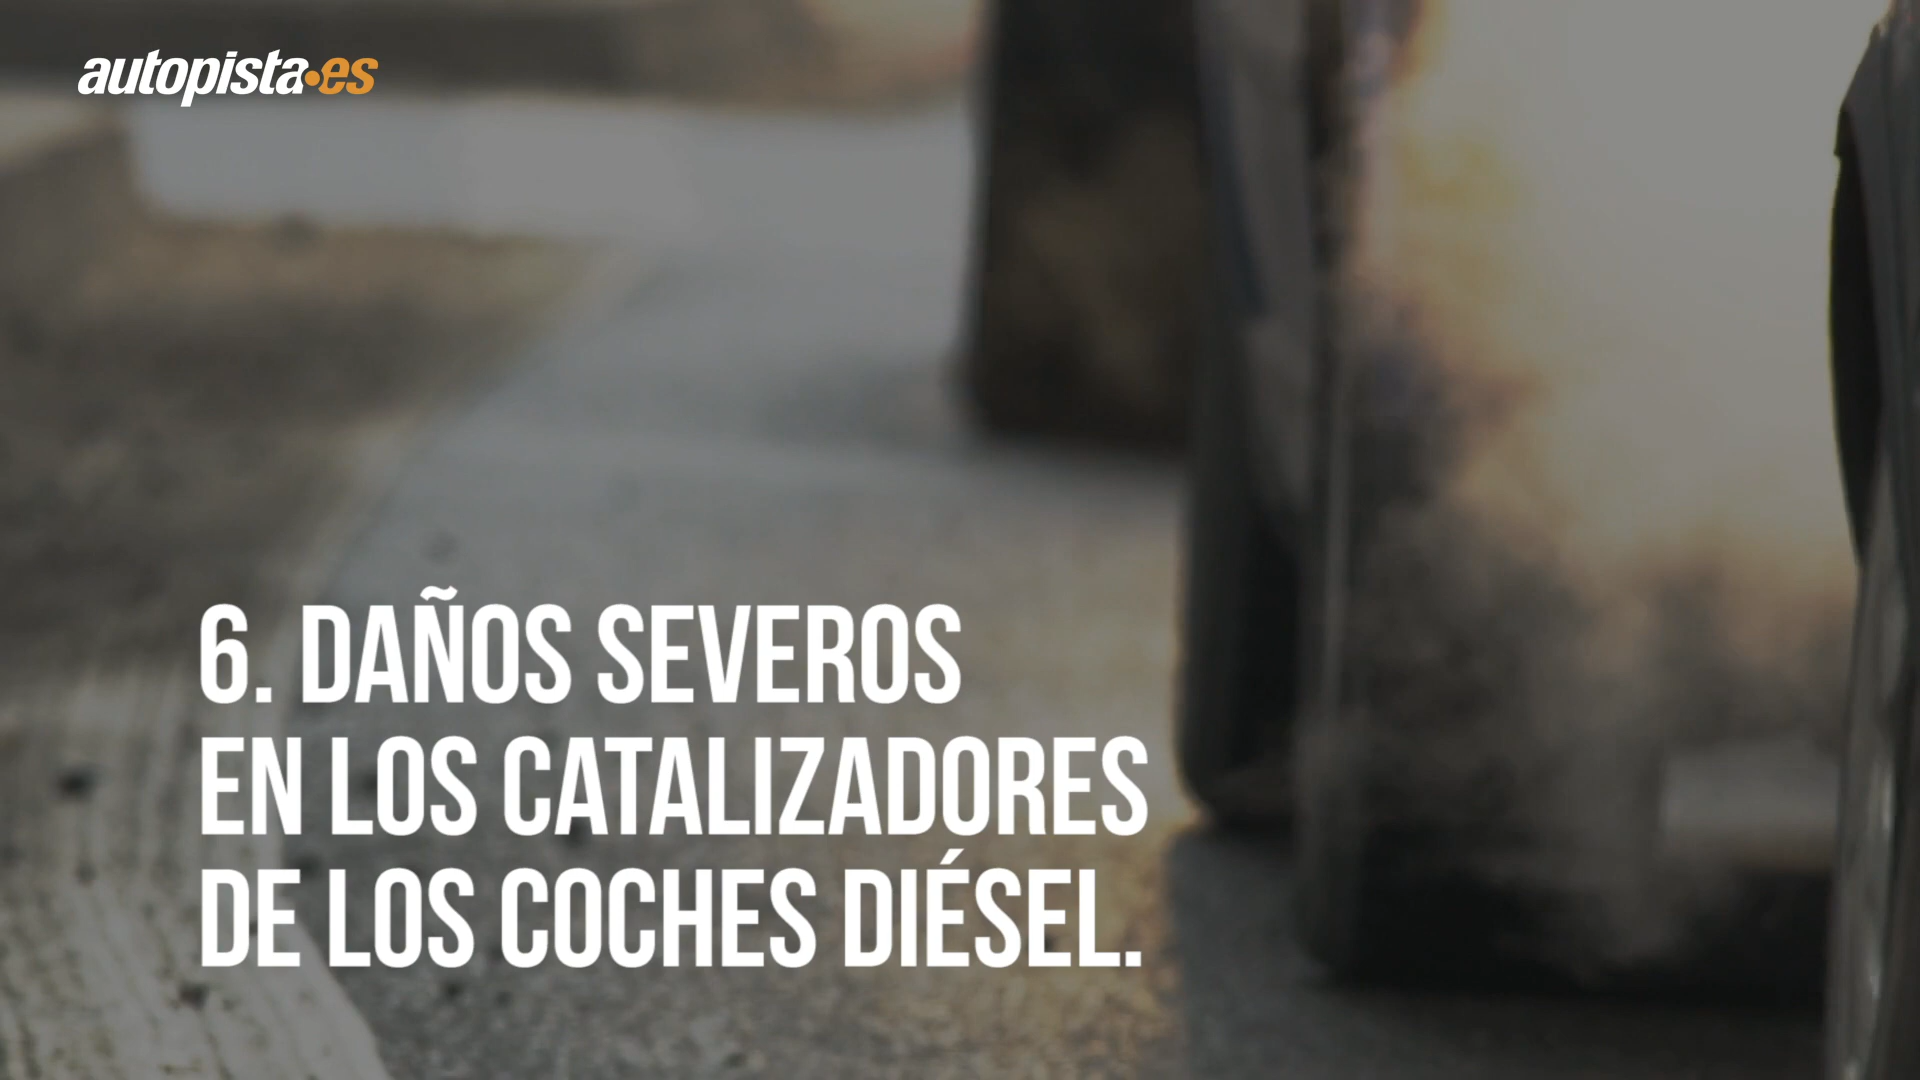 autopista.es
6. DAÑOS SEVEROS
EN LOS CATALIZADORES
DE LOS COCHES DIÉSEL.